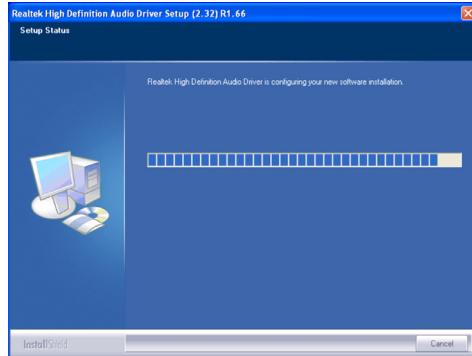 Realtek High Definition Audio Driver Setup (2.32) R1.66
Setup Status
Realtek High Definition Audio Driver is configuring your new software installation.
InstallShield
Cancel